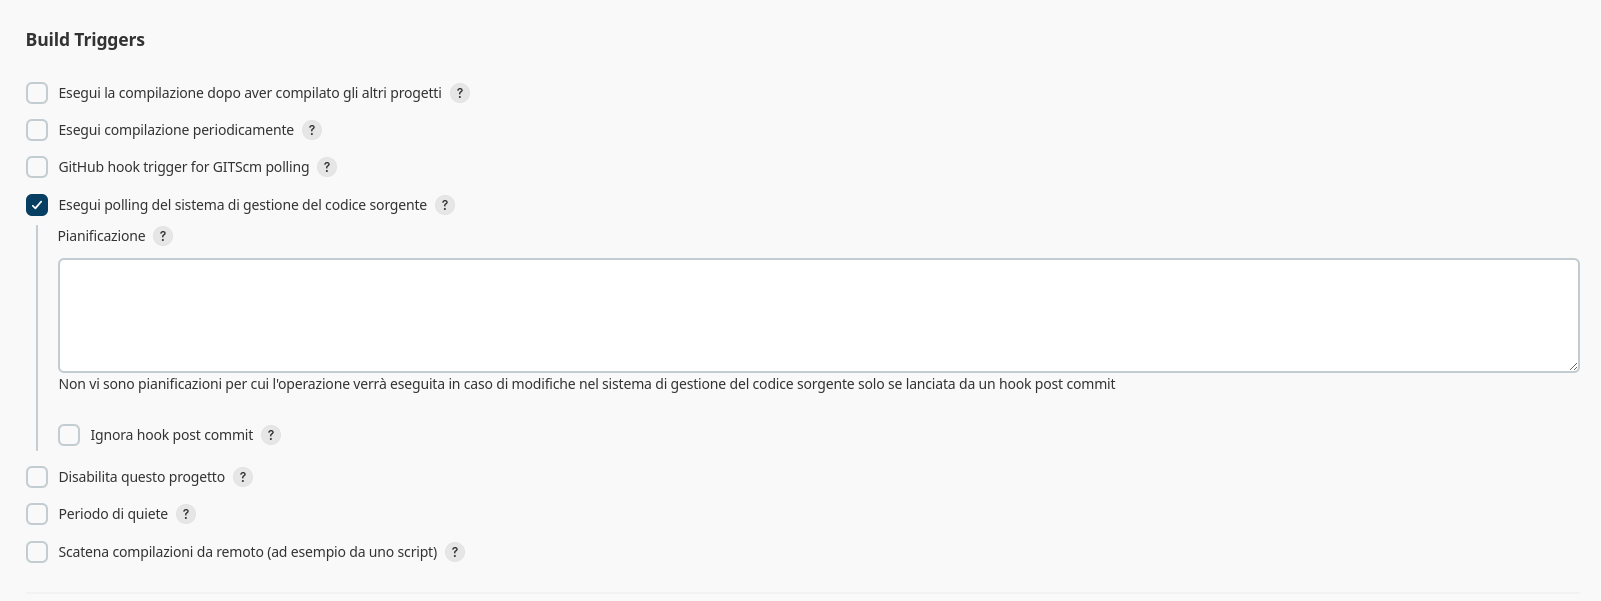 Build Triggers
Esegui la compilazione dopo aver compilato gli altri progetti ?
Esegui compilazione periodicamente ?
GitHub hook trigger for GITScm polling ?
Esegui polling del sistema di gestione del codice sorgente ?
Pianificazione ?
Non vi sono pianificazioni per cui l'operazione verrà eseguita in caso di modifiche nel sistema di gestione del codice sorgente solo se lanciata da un hook post commit
Ignora hook post commit ?
Disabilita questo progetto ?
Periodo di quiete ?
Scatena compilazioni da remoto (ad esempio da uno script) ?